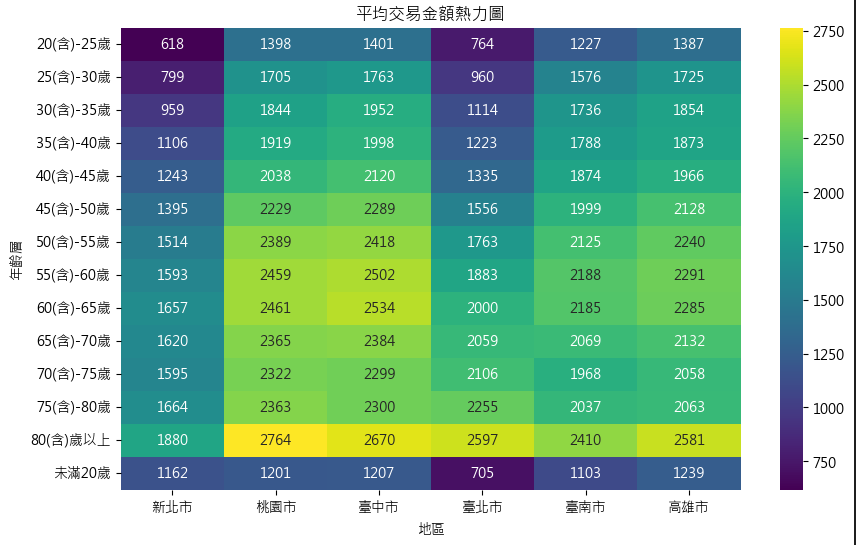 平均交易金額熱力圖
20(含)-25歲 618 1398 1401 764 1227 1387
25(含)-30歲 799 1705 1763 960 1576 1725
30(含)-35歲 959 1844 1952 1114 1736 1854
35(含)-40歲 1106 1919 1998 1223 1788 1873
40(含)-45歲 1243 2038 2120 1335 1874 1966
45(含)-50歲 1395 2229 2289 1556 1999 2128
50(含)-55歲 1514 2389 2418 1763 2125 2240
55(含)-60歲 1593 2459 2502 1883 2188 2291
60(含)-65歲 1657 2461 2534 2000 2185 2285
65(含)-70歲 1620 2365 2384 2059 2069 2132
70(含)-75歲 1595 2322 2299 2106 1968 2058
75(含)-80歲 1664 2363 2300 2255 2037 2063
80(含)歲以上 1880 2764 2670 2597 2410 2581
未滿20歲 1162 1201 1207 705 1103 1239
新北市 桃園市 臺中市 臺北市 臺南市 高雄市
地區
年齡層
2750
2500
2250
2000
1750
1500
1250
1000
750